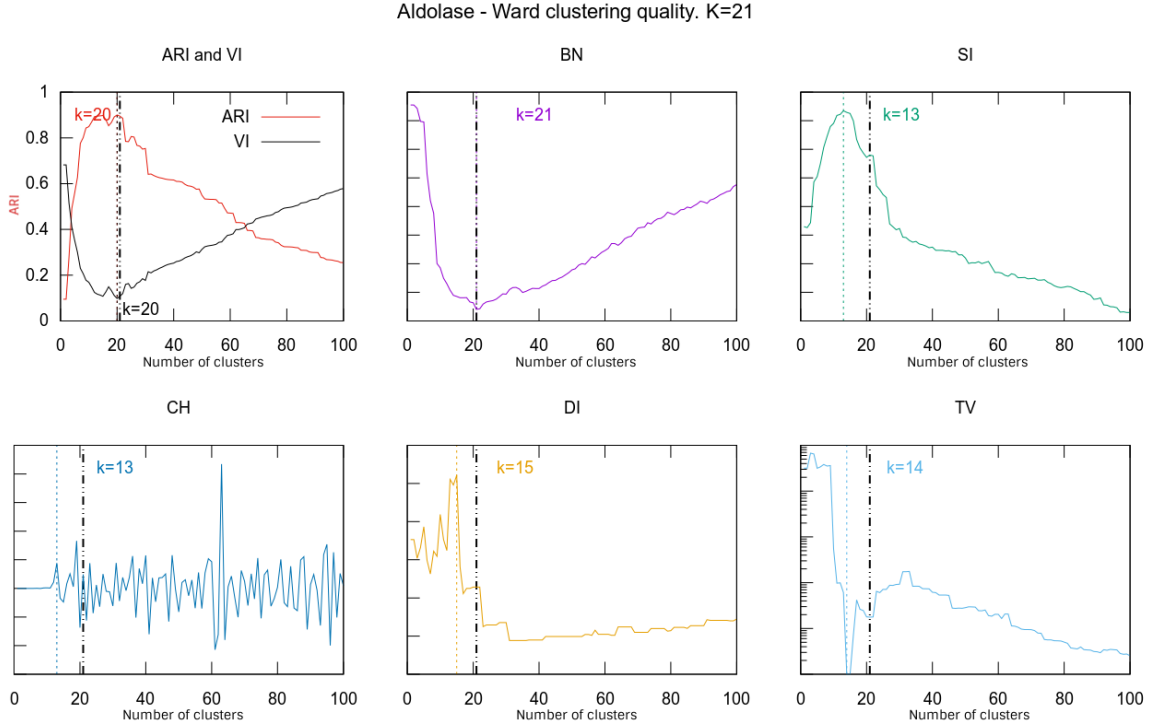 Aldolase - Ward clustering quality. K=21
ARI and VI
BN
SI
1
0.8
0.6
0.4
0.2
0
ARI
k=20
ARI
VI
k=20
k=21
k=13
0 20 40 60 80 100
Number of clusters
0 20 40 60 80 100
Number of clusters
0 20 40 60 80 100
Number of clusters
CH
DI
TV
k=13
k=15
k=14
0 20 40 60 80 100
Number of clusters
0 20 40 60 80 100
Number of clusters
0 20 40 60 80 100
Number of clusters